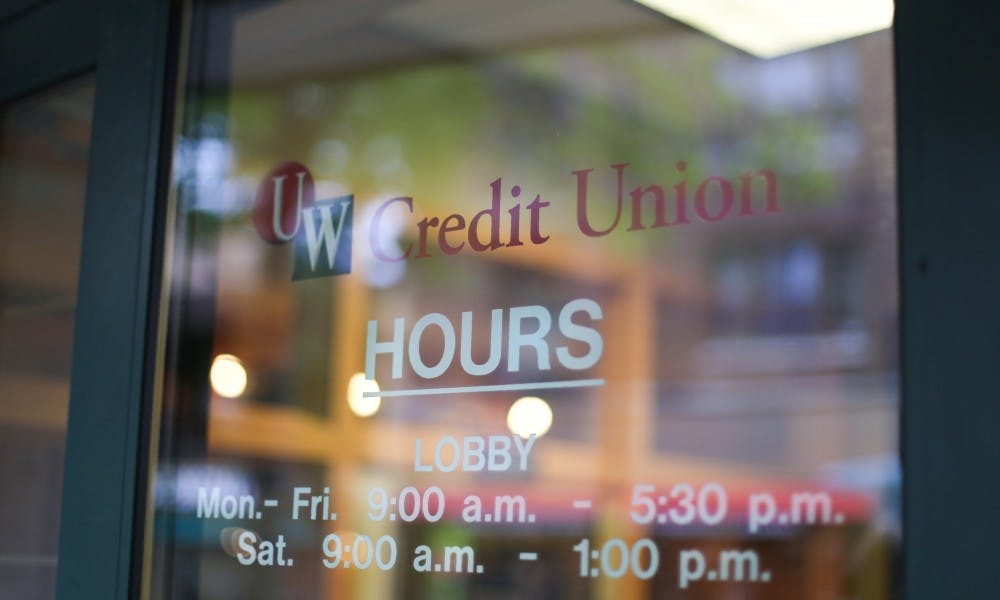 UW Credit Union
HOURS
LOBBY
Mon.- Fri. 9:00 a.m. - 5:30 p.m.
Sat. 9:00 a.m. - 1:00 p.m.